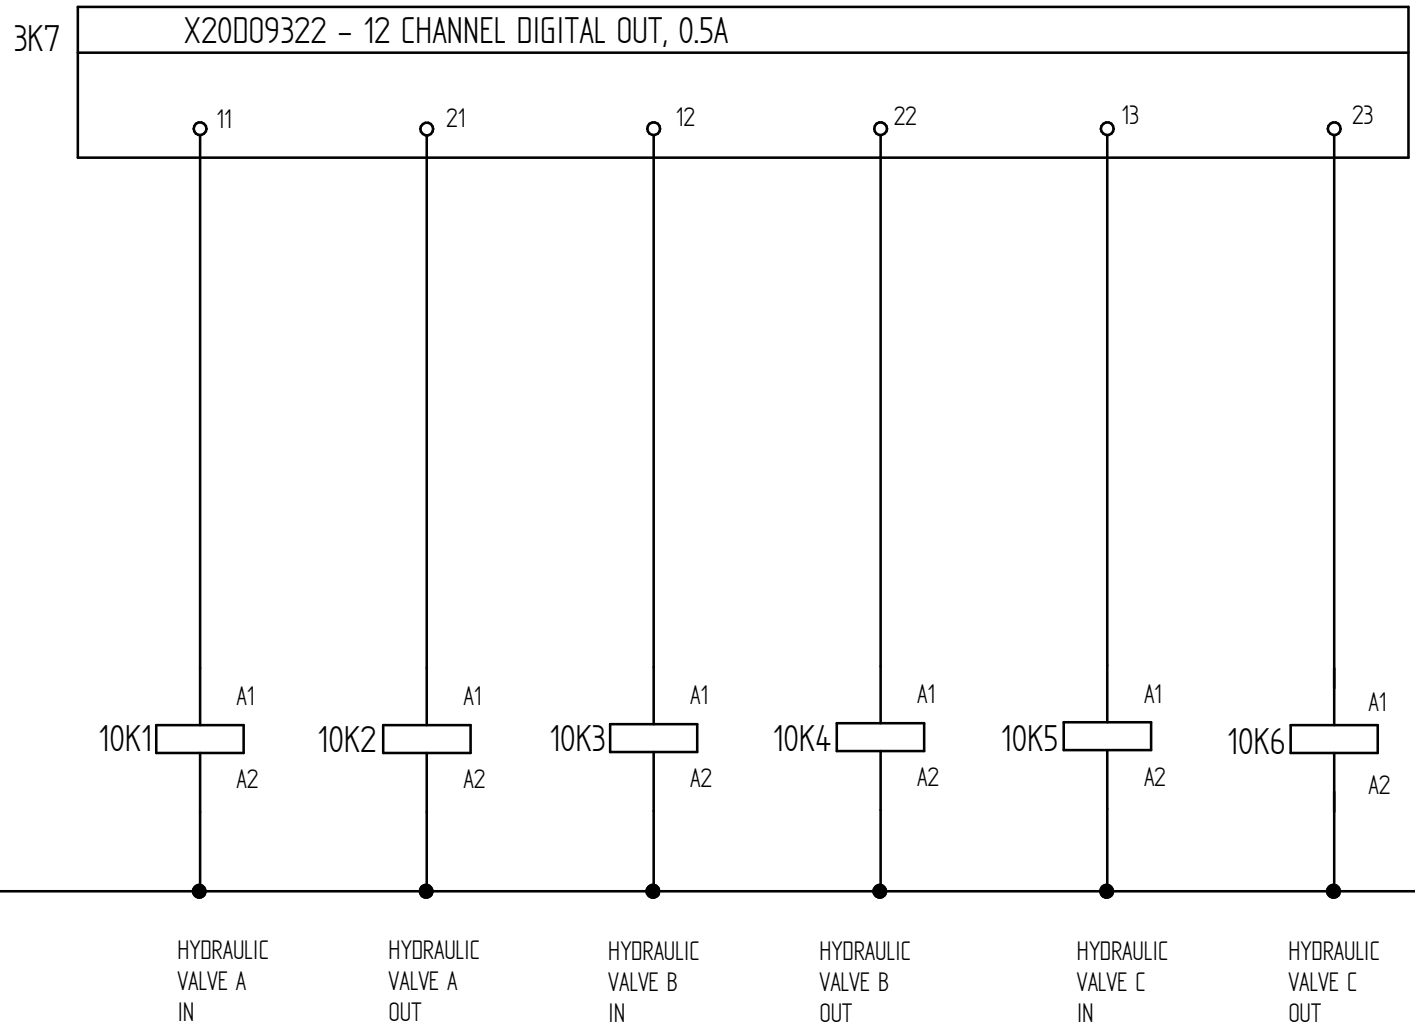 3K7
X20DO9322 - 12 CHANNEL DIGITAL OUT, 0.5A
11
21
12
22
13
23
A1
A1
A1
A1
A1
A1
10K1
10K2
10K3
10K4
10K5
10K6
A2
A2
A2
A2
A2
A2
HYDRAULIC
VALVE A
IN
HYDRAULIC
VALVE A
OUT
HYDRAULIC
VALVE B
IN
HYDRAULIC
VALVE B
OUT
HYDRAULIC
VALVE C
IN
HYDRAULIC
VALVE C
OUT